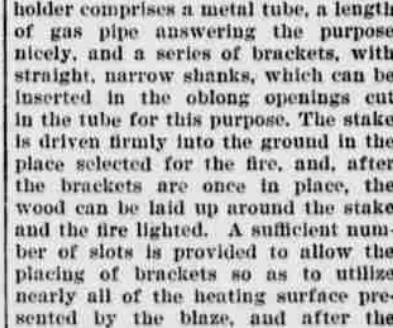 holder comprises a metal tube, a length
of gas pipe answering the purpose
nicely, and a series of brackets, with
straight, narrow shanks, which can be
inserted in the oblong openings cut
in the tube for this purpose. The stake
is driven firmly into the ground in the
place selected for the fire, and, after
the brackets are once in place, the
wood can be laid up around the stake
and the fire lighted. A sufficient num-
ber of slots is provided to allow the
placing of brackets so as to utilize
nearly all of the heating surface pre-
sented by the blaze, and after the